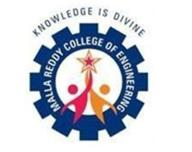 KNOWLEDGE IS DIVINE
MALLA REDDY COLLEGE OF ENGINEERING